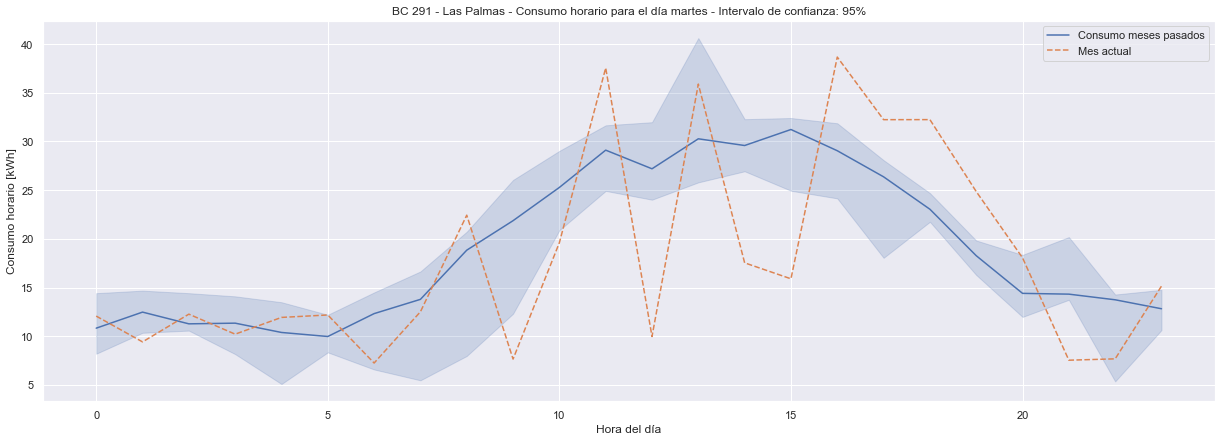 BC 291 - Las Palmas - Consumo horario para el día martes - Intervalo de confianza: 95%
Consumo meses pasados
Mes actual
Consumo horario [kWh]
40
35
30
25
20
15
10
5
0
5
10
15
20
Hora del día